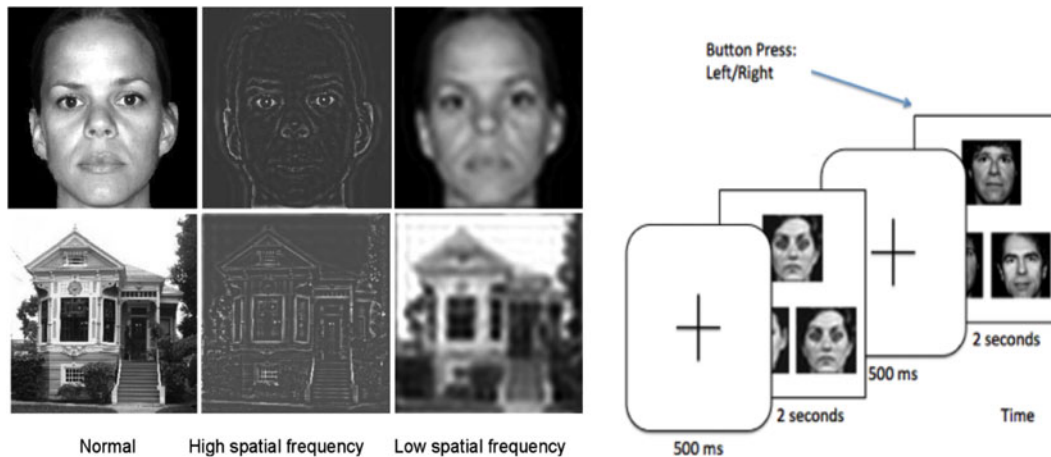 Normal
High spatial frequency
Low spatial frequency
Button Press:
Left/Right
500 ms
2 seconds
500 ms
2 seconds
Time